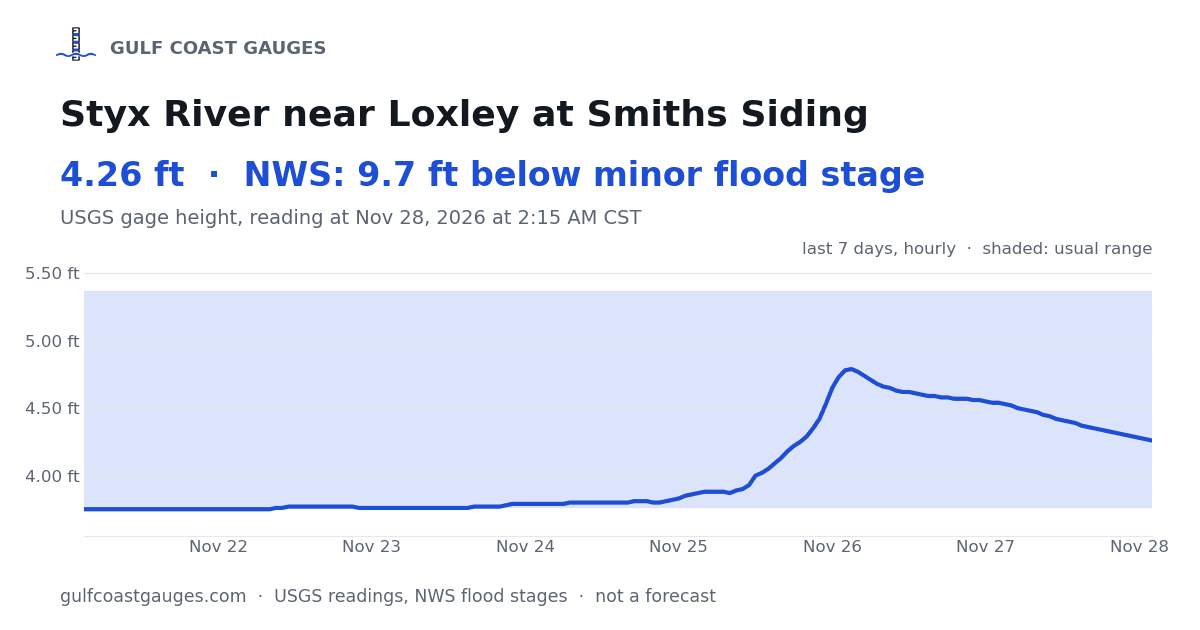 GULF COAST GAUGES
Styx River near Loxley at Smiths Siding
4.26 ft · NWS: 9.7 ft below minor flood stage
USGS gage height, reading at Nov 28, 2026 at 2:15 AM CST
last 7 days, hourly · shaded: usual range
5.50 ft
5.00 ft
4.50 ft
4.00 ft
Nov 22 Nov 23 Nov 24 Nov 25 Nov 26 Nov 27 Nov 28
gulfcoastgauges.com · USGS readings, NWS flood stages · not a forecast